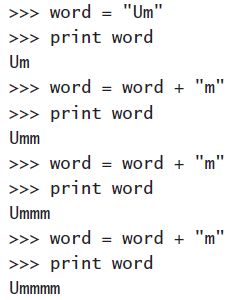 >>> word = "Um"
>>> print word
Um
>>> word = word + "m"
>>> print word
Umm
>>> word = word + "m"
>>> print word
Ummm
>>> word = word + "m"
>>> print word
Ummmm